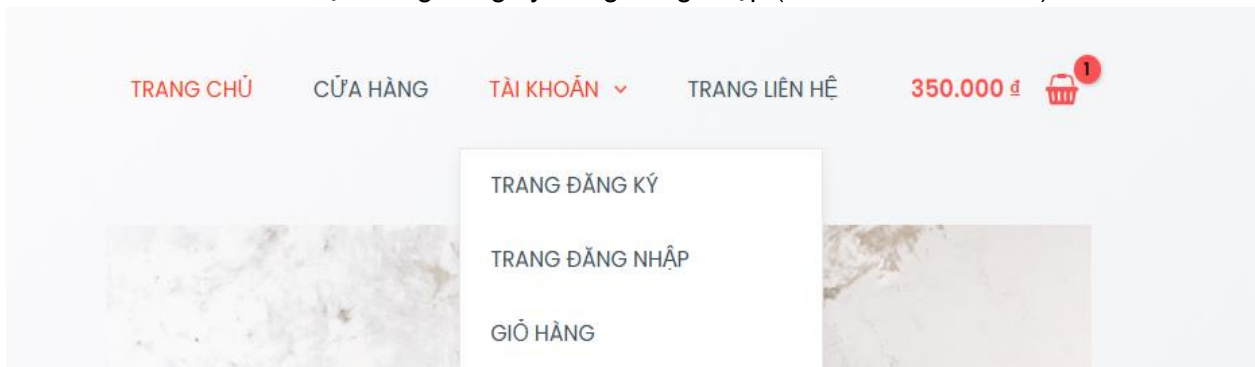 TRANG CHỦ CỬA HÀNG TÀI KHOẢN TRANG LIÊN HỆ 350.000 ₫ 1
TRANG ĐĂNG KÝ
TRANG ĐĂNG NHẬP
GIỎ HÀNG